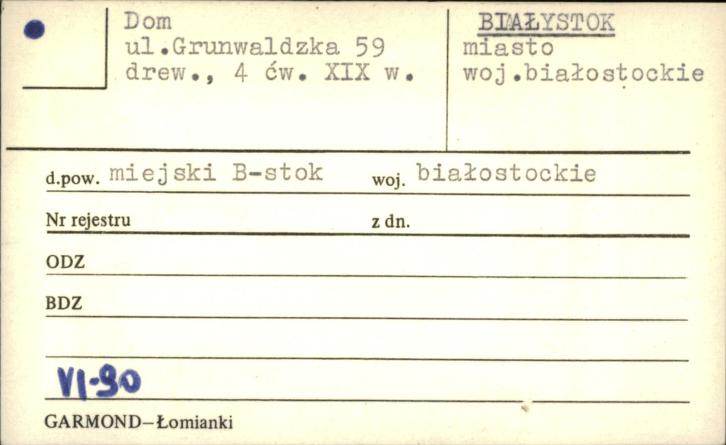 Dom
ul.Grunwaldzka 59
drew., 4 ćw. XIX w.
BIAŁYSTOK
miasto
woj.białostockie
d.pow. miejski B-stok woj. białostockie
Nr rejestru z dn.
ODZ
BDZ
VI-90
GARMOND–Łomianki